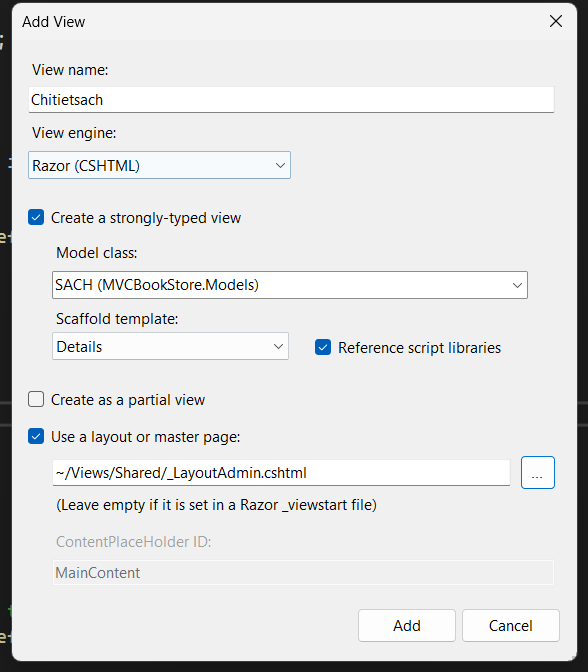 Add View
View name:
Chitietsach
View engine:
Razor (CSHTML)
Create a strongly-typed view
Model class:
SACH (MVCBookStore.Models)
Scaffold template:
Details
Reference script libraries
Create as a partial view
Use a layout or master page:
~/Views/Shared/_LayoutAdmin.cshtml
...
(Leave empty if it is set in a Razor _viewstart file)
ContentPlaceHolder ID:
MainContent
Add
Cancel